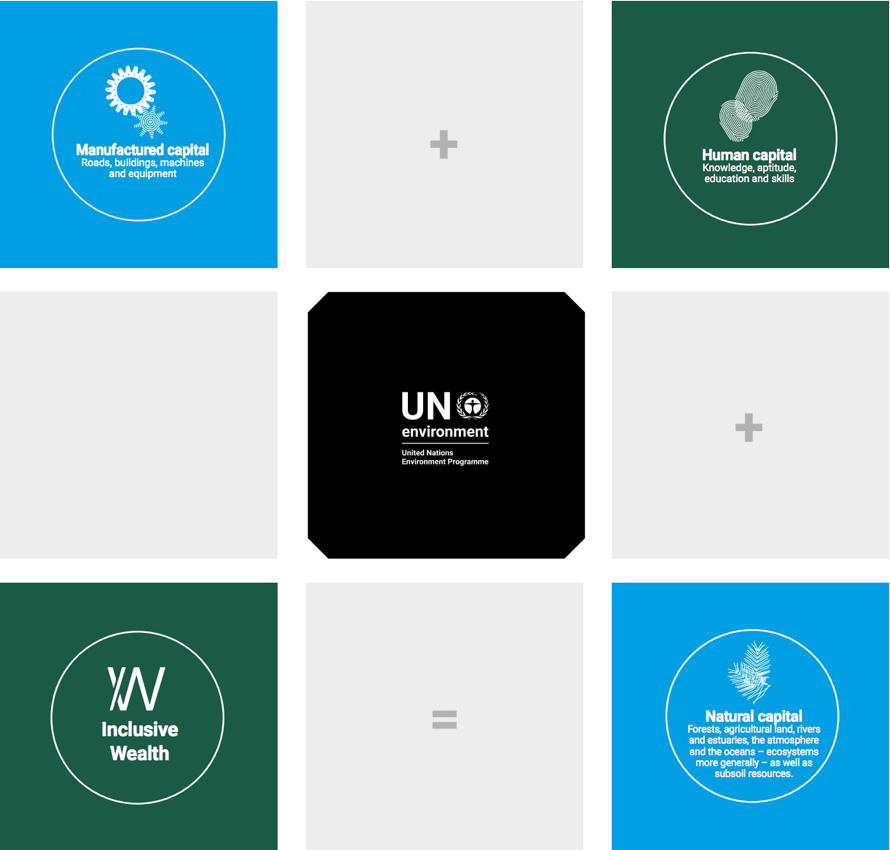 Manufactured capital
Roads, buildings, machines
and equipment
+
Human capital
Knowledge, aptitude,
education and skills
UN
environment
United Nations
Environment Programme
+
Inclusive
Wealth
=
Natural capital
Forests, agricultural land, rivers
and estuaries, the atmosphere
and the oceans – ecosystems
more generally – as well as
subsoil resources.